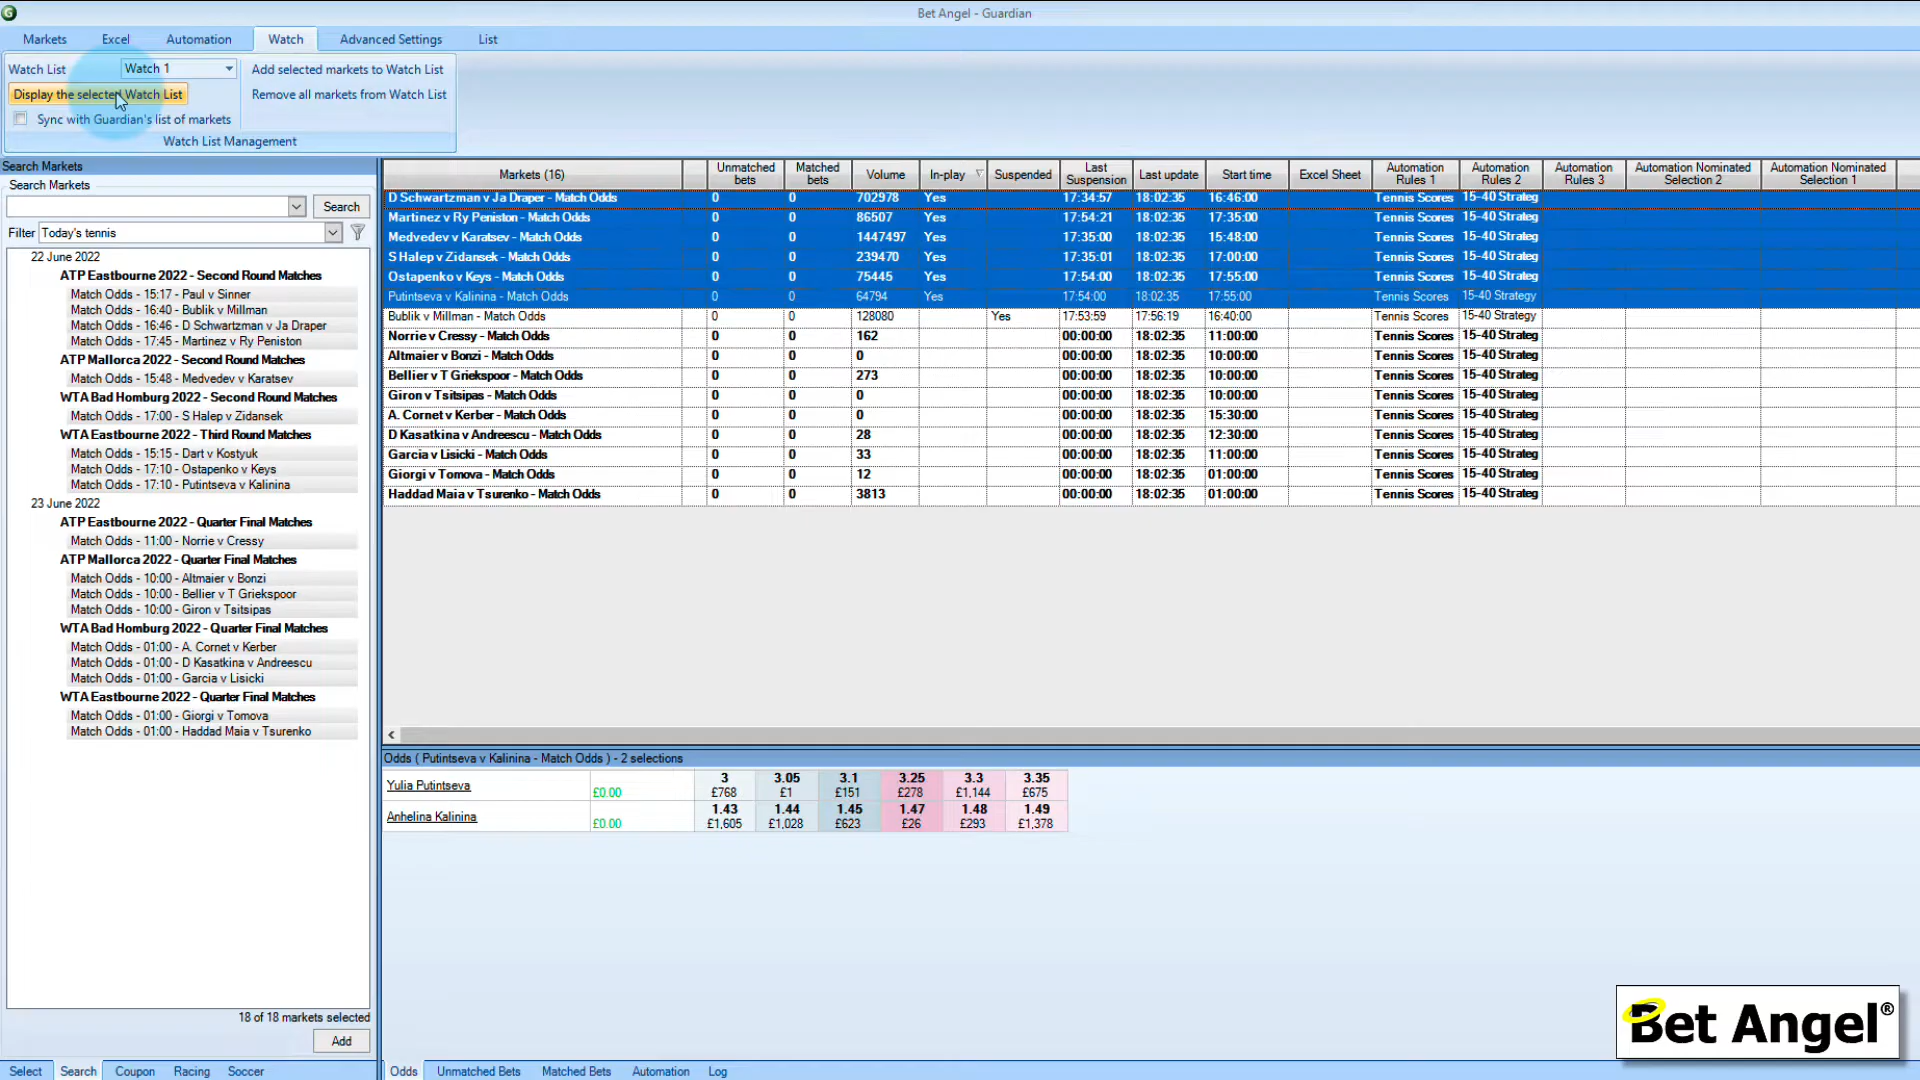 G
Bet Angel - Guardian
Markets Excel Automation Watch Advanced Settings List
Watch List Watch 1 Add selected markets to Watch List
Display the selected Watch List Remove all markets from Watch List
Sync with Guardian's list of markets
Watch List Management
Search Markets
Search Markets
Search
Filter Today's tennis
22 June 2022
ATP Eastbourne 2022 - Second Round Matches
Match Odds - 15:17 - Paul v Sinner
Match Odds - 16:40 - Bublik v Millman
Match Odds - 16:46 - D Schwartzman v Ja Draper
Match Odds - 17:45 - Martinez v Ry Peniston
ATP Mallorca 2022 - Second Round Matches
Match Odds - 15:48 - Medvedev v Karatsev
WTA Bad Homburg 2022 - Second Round Matches
Match Odds - 17:00 - S Halep v Zidansek
WTA Eastbourne 2022 - Third Round Matches
Match Odds - 15:15 - Dart v Kostyuk
Match Odds - 17:10 - Ostapenko v Keys
Match Odds - 17:10 - Putintseva v Kalinina
23 June 2022
ATP Eastbourne 2022 - Quarter Final Matches
Match Odds - 11:00 - Norrie v Cressy
ATP Mallorca 2022 - Quarter Final Matches
Match Odds - 10:00 - Altmaier v Bonzi
Match Odds - 10:00 - Bellier v T Griekspoor
Match Odds - 10:00 - Giron v Tsitsipas
WTA Bad Homburg 2022 - Quarter Final Matches
Match Odds - 01:00 - A. Cornet v Kerber
Match Odds - 01:00 - D Kasatkina v Andreescu
Match Odds - 01:00 - Garcia v Lisicki
WTA Eastbourne 2022 - Quarter Final Matches
Match Odds - 01:00 - Giorgi v Tomova
Match Odds - 01:00 - Haddad Maia v Tsurenko
18 of 18 markets selected
Add
Select Search Coupon Racing Soccer
Markets (16) Unmatched bets Matched bets Volume In-play Suspended Last Suspension Last update Start time Excel Sheet Automation Rules 1 Automation Rules 2 Automation Rules 3 Automation Nominated Selection 2 Automation Nominated Selection 1
D Schwartzman v Ja Draper - Match Odds 0 0 702978 Yes 17:34:57 18:02:35 16:46:00 Tennis Scores 15-40 Strateg
Martinez v Ry Peniston - Match Odds 0 0 86507 Yes 17:54:21 18:02:35 17:35:00 Tennis Scores 15-40 Strateg
Medvedev v Karatsev - Match Odds 0 0 1447497 Yes 17:35:00 18:02:35 15:48:00 Tennis Scores 15-40 Strateg
S Halep v Zidansek - Match Odds 0 0 239470 Yes 17:35:01 18:02:35 17:00:00 Tennis Scores 15-40 Strateg
Ostapenko v Keys - Match Odds 0 0 75445 Yes 17:54:00 18:02:35 17:55:00 Tennis Scores 15-40 Strateg
Putintseva v Kalinina - Match Odds 0 0 64794 Yes 17:54:00 18:02:35 17:55:00 Tennis Scores 15-40 Strategy
Bublik v Millman - Match Odds 0 0 128080 Yes 17:53:59 17:56:19 16:40:00 Tennis Scores 15-40 Strategy
Norrie v Cressy - Match Odds 0 0 162 00:00:00 18:02:35 11:00:00 Tennis Scores 15-40 Strateg
Altmaier v Bonzi - Match Odds 0 0 0 00:00:00 18:02:35 10:00:00 Tennis Scores 15-40 Strateg
Bellier v T Griekspoor - Match Odds 0 0 273 00:00:00 18:02:35 10:00:00 Tennis Scores 15-40 Strateg
Giron v Tsitsipas - Match Odds 0 0 0 00:00:00 18:02:35 10:00:00 Tennis Scores 15-40 Strateg
A. Cornet v Kerber - Match Odds 0 0 0 00:00:00 18:02:35 15:30:00 Tennis Scores 15-40 Strateg
D Kasatkina v Andreescu - Match Odds 0 0 28 00:00:00 18:02:35 12:30:00 Tennis Scores 15-40 Strateg
Garcia v Lisicki - Match Odds 0 0 33 00:00:00 18:02:35 11:00:00 Tennis Scores 15-40 Strateg
Giorgi v Tomova - Match Odds 0 0 12 00:00:00 18:02:35 01:00:00 Tennis Scores 15-40 Strateg
Haddad Maia v Tsurenko - Match Odds 0 0 3813 00:00:00 18:02:35 01:00:00 Tennis Scores 15-40 Strateg
Odds ( Putintseva v Kalinina - Match Odds ) - 2 selections
3 3.05 3.1 3.25 3.3 3.35
Yulia Putintseva £0.00 £768 £1 £151 £278 £1,144 £675
1.43 1.44 1.45 1.47 1.48 1.49
Anhelina Kalinina £0.00 £1,605 £1,028 £623 £26 £293 £1,378
Bet Angel®
Odds Unmatched Bets Matched Bets Automation Log